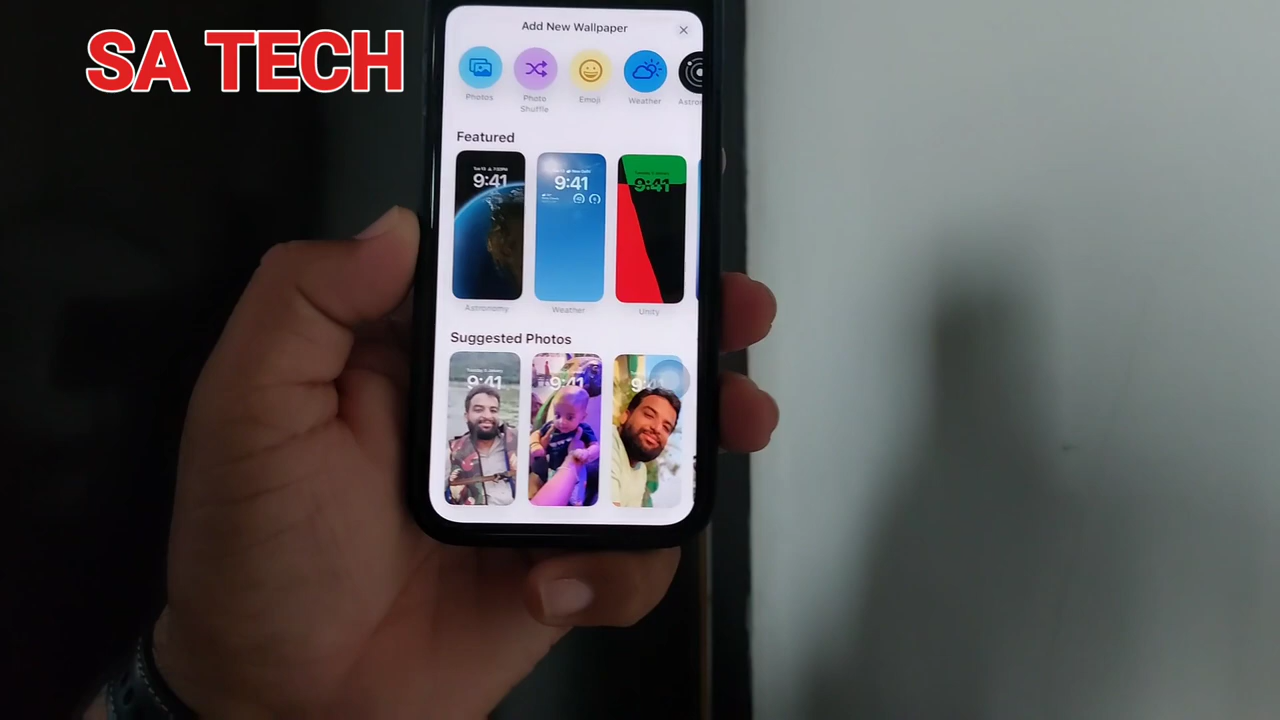 SA TECH
Add New Wallpaper
Photos
Photo Shuffle
Emoji
Weather
Astron
Featured
9:41
9:41
9:41
Astronomy
Weather
Unity
Suggested Photos
9:41
9:41